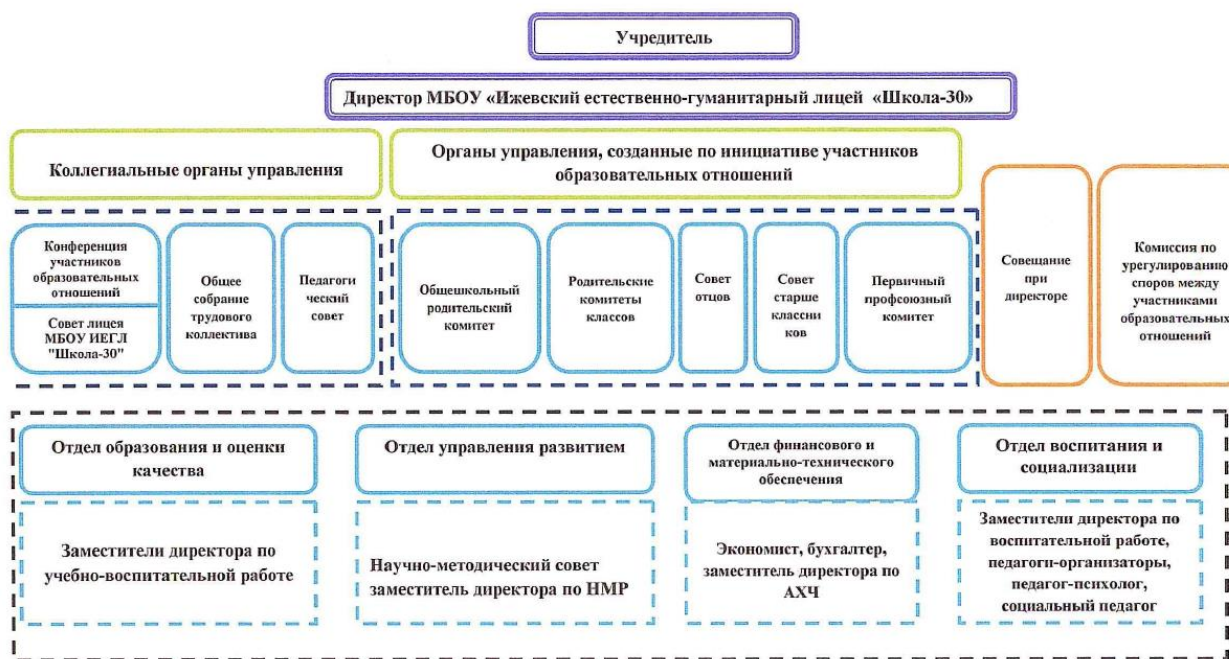 Учредитель
Директор МБОУ «Ижевский естественно-гуманитарный лицей «Школа-30»
Коллегиальные органы управления
Органы управления, созданные по инициативе участников
образовательных отношений
Конференция
участников
образовательных
отношений
Совет лицея
МБОУ ИЕГЛ
"Школа-30"
Общее
собрание
трудового
коллектива
Педагоги
ческий
совет
Общешкольный
родительский
комитет
Родительские
комитеты
классов
Совет
отцов
Совет
старше
классни
ков
Первичный
профсоюзный
комитет
Совещание
при
директоре
Комиссия по
урегулированию
споров между
участниками
образовательных
отношений
Отдел образования и оценки
качества
Заместители директора по
учебно-воспитательной работе
Отдел управления развитием
Научно-методический совет
заместитель директора по НМР
Отдел финансового и
материально-технического
обеспечения
Экономист, бухгалтер,
заместитель директора по
АХЧ
Отдел воспитания и
социализации
Заместители директора по
воспитательной работе,
педагоги-организаторы,
педагог-психолог,
социальный педагог